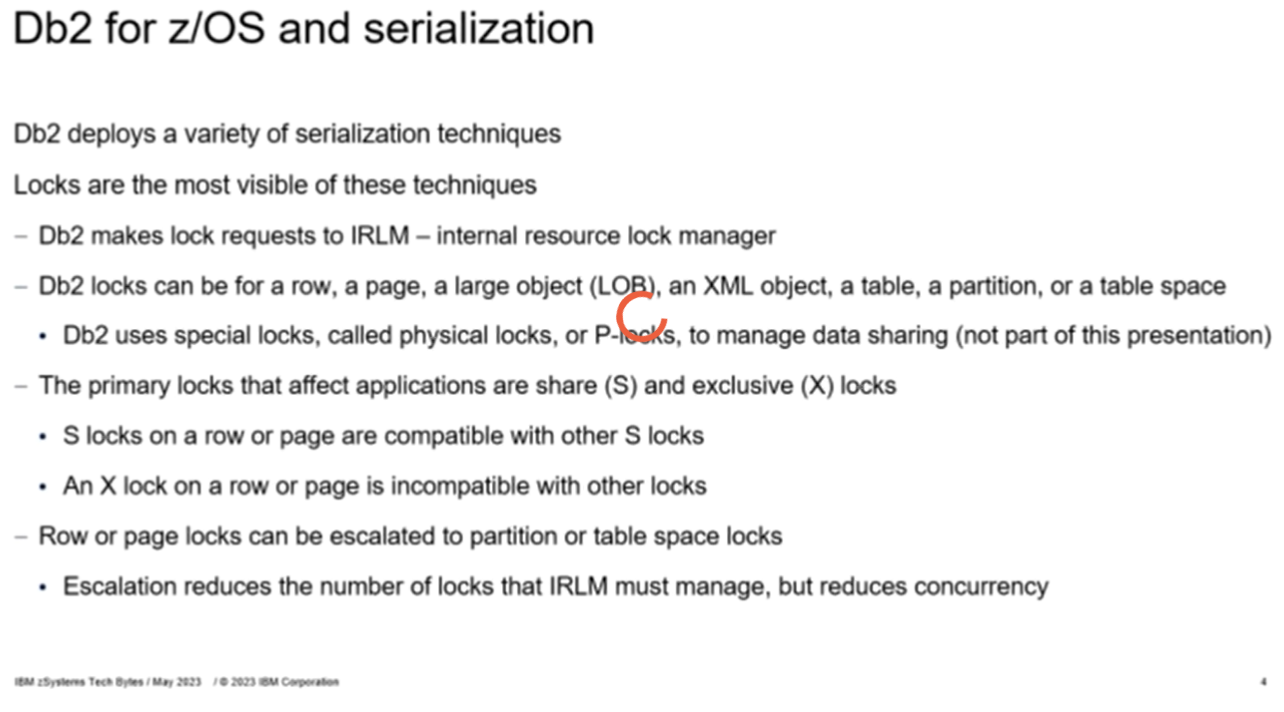 Db2 for z/OS and serialization
Db2 deploys a variety of serialization techniques
Locks are the most visible of these techniques
– Db2 makes lock requests to IRLM – internal resource lock manager
– Db2 locks can be for a row, a page, a large object (LOB), an XML object, a table, a partition, or a table space
• Db2 uses special locks, called physical locks, or P-locks, to manage data sharing (not part of this presentation)
– The primary locks that affect applications are share (S) and exclusive (X) locks
• S locks on a row or page are compatible with other S locks
• An X lock on a row or page is incompatible with other locks
– Row or page locks can be escalated to partition or table space locks
• Escalation reduces the number of locks that IRLM must manage, but reduces concurrency
IBM zSystems Tech Bytes / May 2023 / © 2023 IBM Corporation 4